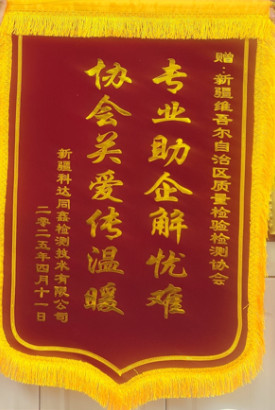 赠:新疆维吾尔自治区质量检验检测协会
专业助企解忧难
协会关爱传温暖
新疆科达同鑫检测技术有限公司
二零二五年四月十一日